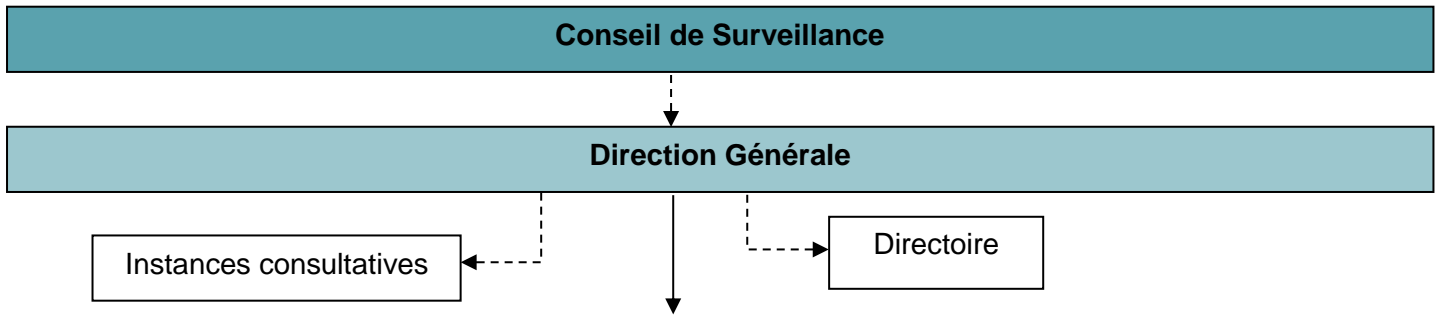 Conseil de Surveillance
Direction Générale
Instances consultatives
Directoire